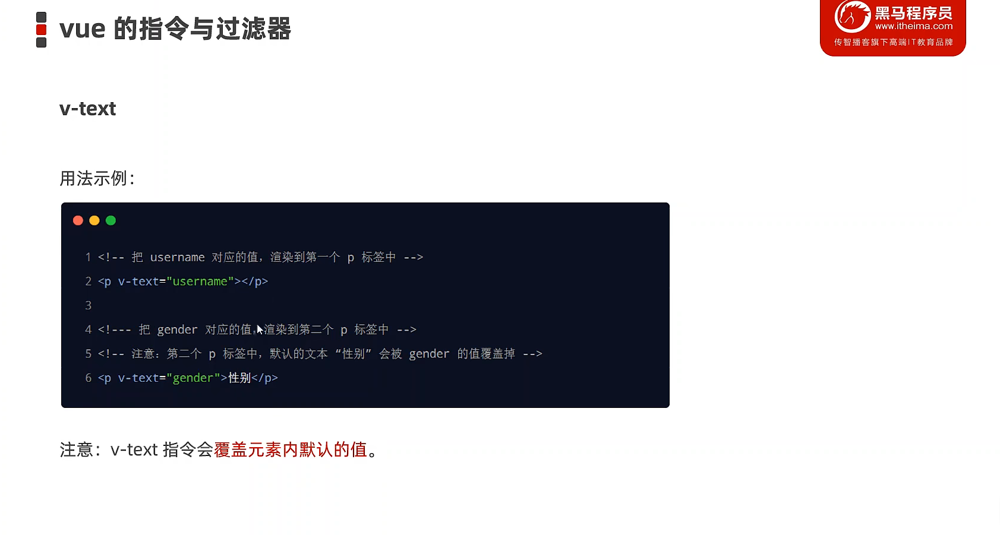 vue 的指令与过滤器
黑马程序员
www.itheima.com
传智播客旗下高端IT教育品牌
v-text
用法示例：
1 <!-- 把 username 对应的值，渲染到第一个 p 标签中 -->
2 <p v-text="username"></p>
3
4 <!--- 把 gender 对应的值，渲染到第二个 p 标签中 -->
5 <!-- 注意：第二个 p 标签中，默认的文本 “性别” 会被 gender 的值覆盖掉 -->
6 <p v-text="gender">性别</p>
注意：v-text 指令会覆盖元素内默认的值。